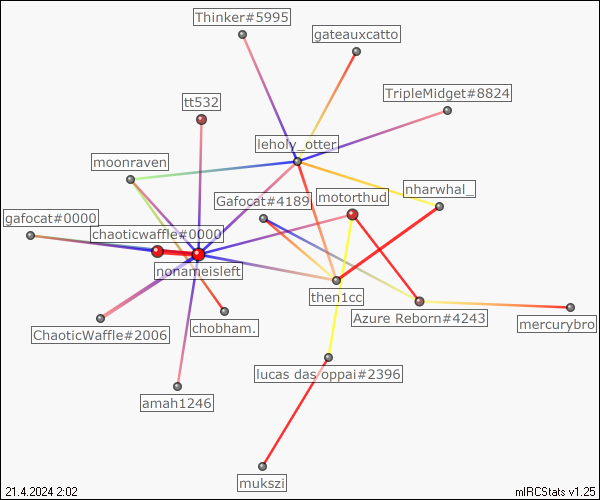 Thinker#5995
gateauxcatto
TripleMidget#8824
tt532
leholy_otter
moonraven
nharwhal_
Gafocat#4189
motorthud
gafocat#0000
chaoticwaffle#0000
nonameisleft
then1cc
Azure Reborn#4243
mercurybro
ChaoticWaffle#2006
chobham.
lucas das oppai#2396
amah1246
mukszi
21.4.2024 2:02
mIRCStats v1.25